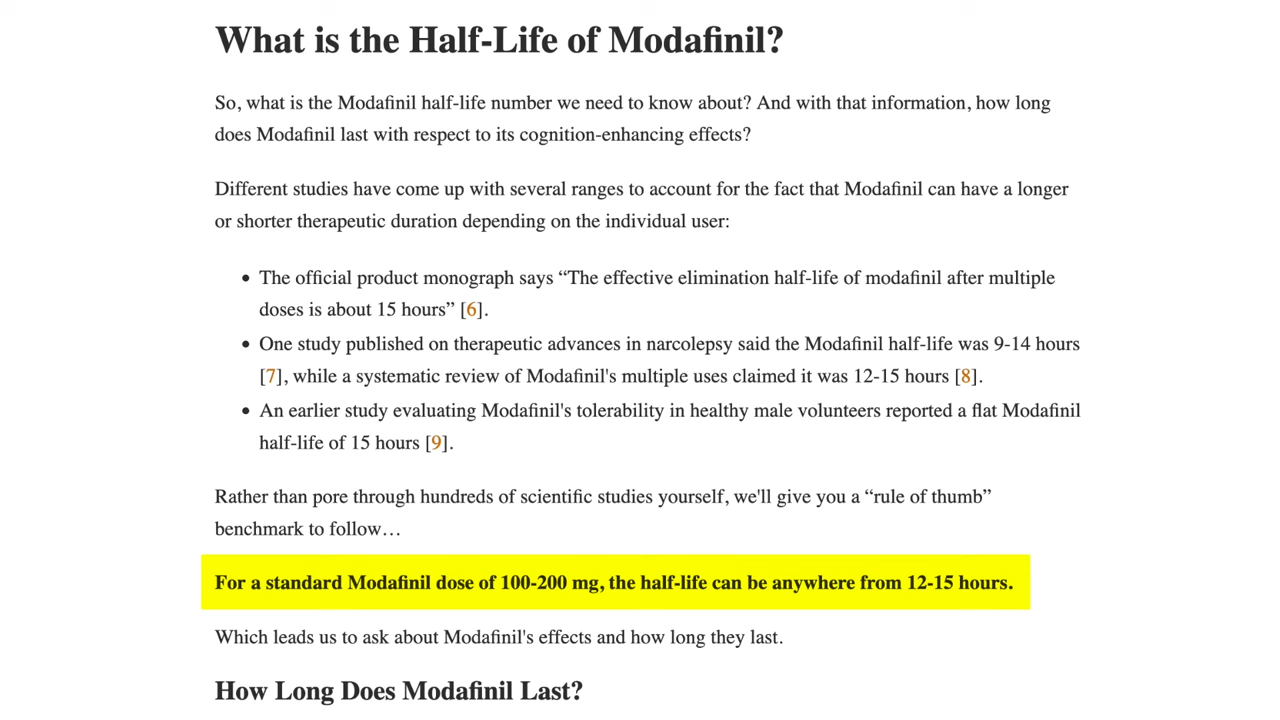 What is the Half-Life of Modafinil?
So, what is the Modafinil half-life number we need to know about? And with that information, how long
does Modafinil last with respect to its cognition-enhancing effects?
Different studies have come up with several ranges to account for the fact that Modafinil can have a longer
or shorter therapeutic duration depending on the individual user:
• The official product monograph says “The effective elimination half-life of modafinil after multiple
doses is about 15 hours” [6].
• One study published on therapeutic advances in narcolepsy said the Modafinil half-life was 9-14 hours
[7], while a systematic review of Modafinil's multiple uses claimed it was 12-15 hours [8].
• An earlier study evaluating Modafinil's tolerability in healthy male volunteers reported a flat Modafinil
half-life of 15 hours [9].
Rather than pore through hundreds of scientific studies yourself, we'll give you a “rule of thumb”
benchmark to follow…
For a standard Modafinil dose of 100-200 mg, the half-life can be anywhere from 12-15 hours.
Which leads us to ask about Modafinil's effects and how long they last.
How Long Does Modafinil Last?